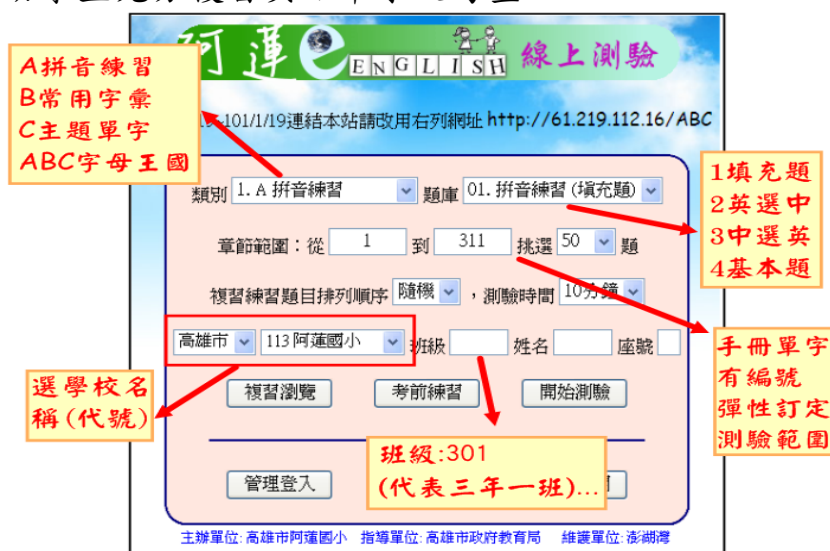 阿蓮e ENGLISH 線上測驗
A拼音練習
B常用字彙
C主題單字
ABC字母王國
101/1/19連結本站請改用右列網址 http://61.219.112.16/ABC
類別 1. A 拼音練習 題庫 01. 拼音練習 (填充題)
1填充題
2英選中
3中選英
4基本題
章節範圍：從 1 到 311 挑選 50 題
複習練習題目排列順序 隨機 ，測驗時間 10分鐘
高雄市 113 阿蓮國小 班級 姓名 座號
手冊單字
有編號
彈性訂定
測驗範圍
選學校名
稱(代號)
複習瀏覽 考前練習 開始測驗
班級:301
(代表三年一班)...
管理登入
主辦單位: 高雄市阿蓮國小 指導單位: 高雄市政府教育局 維護單位: 澎湖灣